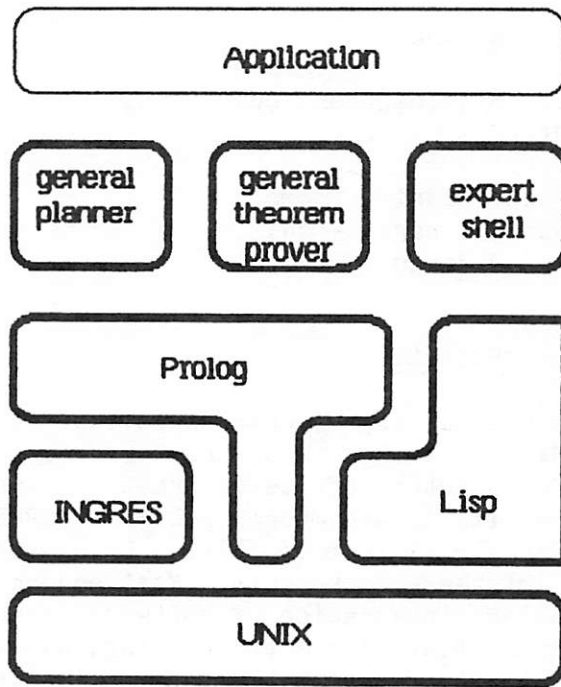 Application
general
planner
general
theorem
prover
expert
shell
Prolog
INGRES
Lisp
UNIX